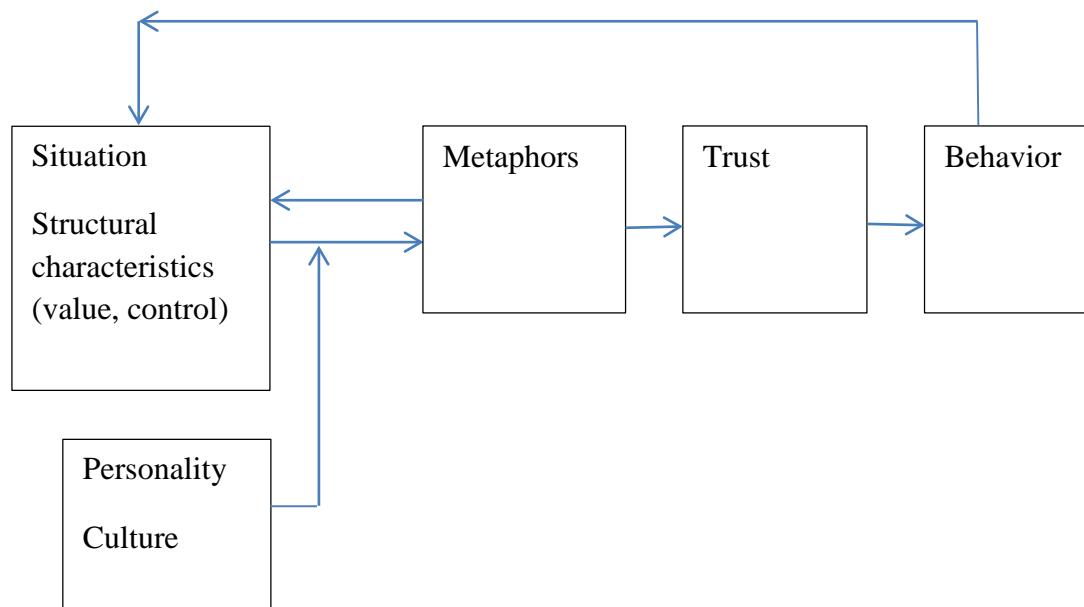 Situation
Structural
characteristics
(value, control)
Metaphors
Trust
Behavior
Personality
Culture